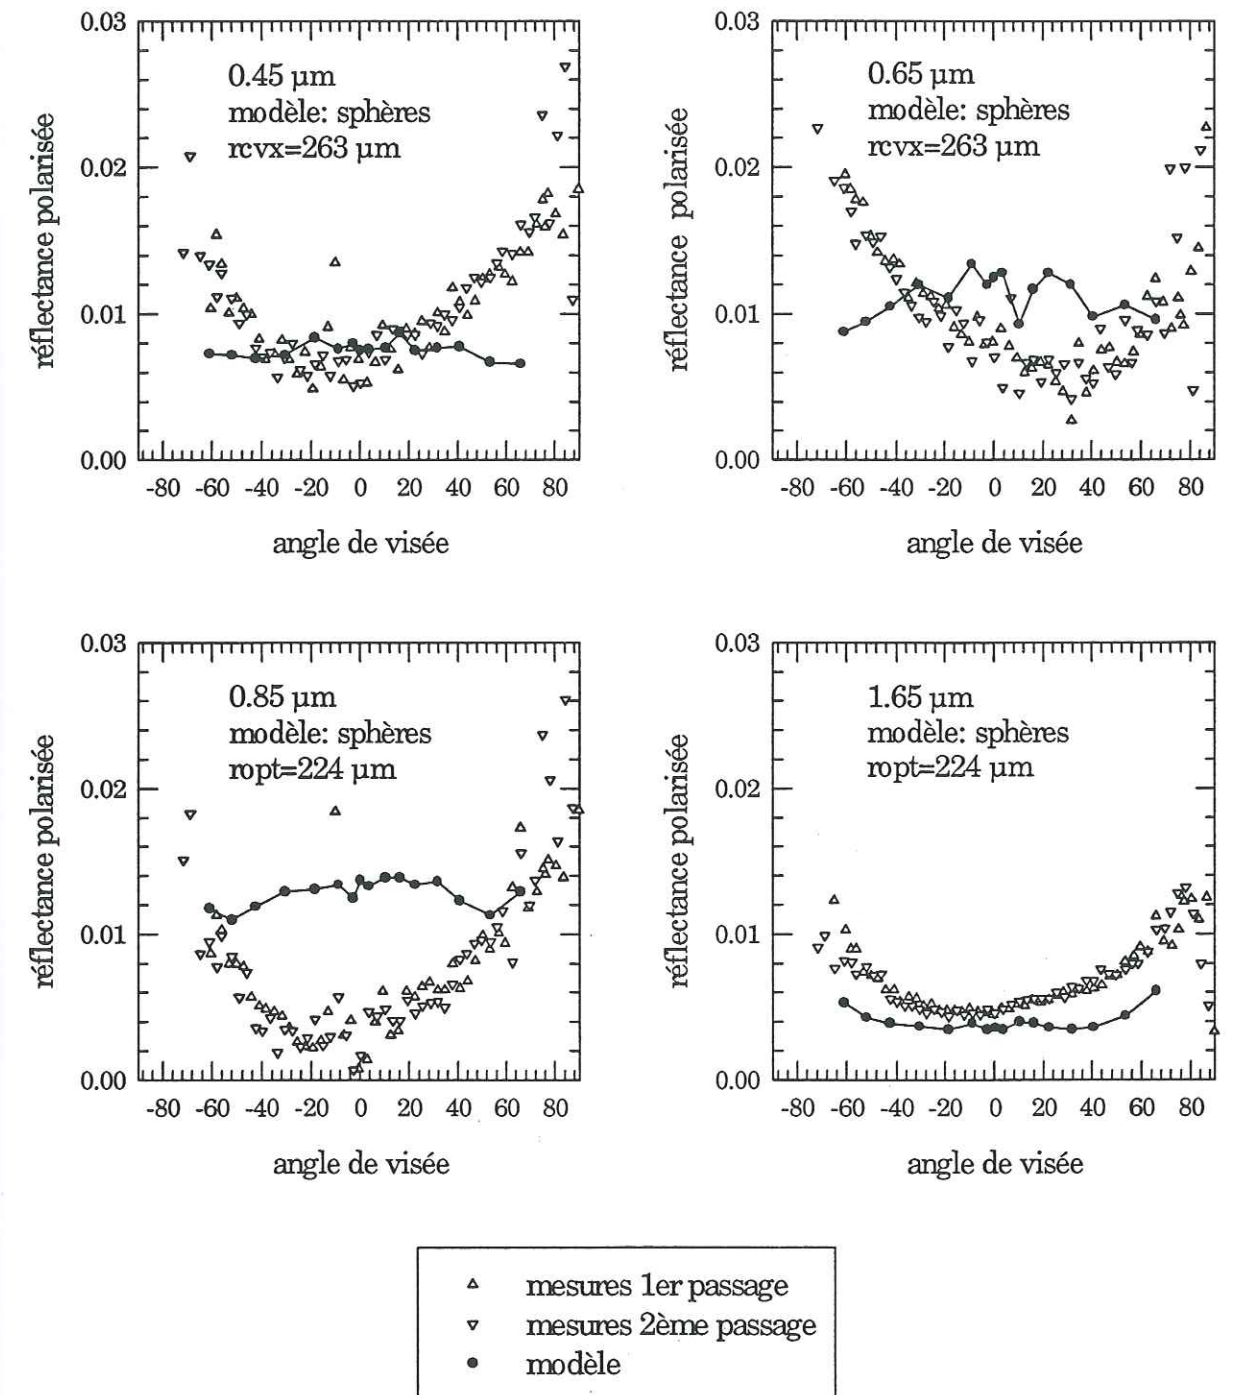 0.03
0.02
0.01
0.00
réflectance polarisée
0.45 µm
modèle: sphères
rcvx=263 µm
-80 -60 -40 -20 0 20 40 60 80
angle de visée
0.03
0.02
0.01
0.00
réflectance polarisée
0.65 µm
modèle: sphères
rcvx=263 µm
-80 -60 -40 -20 0 20 40 60 80
angle de visée
0.03
0.02
0.01
0.00
réflectance polarisée
0.85 µm
modèle: sphères
ropt=224 µm
-80 -60 -40 -20 0 20 40 60 80
angle de visée
0.03
0.02
0.01
0.00
réflectance polarisée
1.65 µm
modèle: sphères
ropt=224 µm
-80 -60 -40 -20 0 20 40 60 80
angle de visée
mesures 1er passage
mesures 2ème passage
modèle